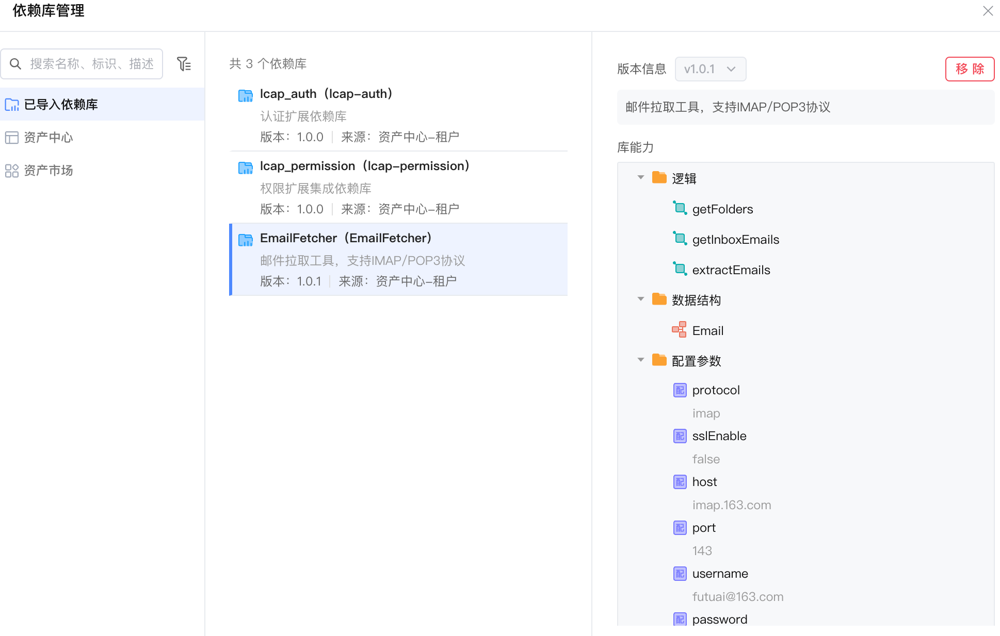 依赖库管理
搜索名称、标识、描述
已导入依赖库
资产中心
资产市场
共 3 个依赖库
lcap_auth（lcap-auth）
认证扩展依赖库
版本：1.0.0 来源：资产中心-租户
lcap_permission（lcap-permission）
权限扩展集成依赖库
版本：1.0.0 来源：资产中心-租户
EmailFetcher（EmailFetcher）
邮件拉取工具，支持IMAP/POP3协议
版本：1.0.1 来源：资产中心-租户
版本信息 v1.0.1 移 除
邮件拉取工具，支持IMAP/POP3协议
库能力
逻辑
getFolders
getInboxEmails
extractEmails
数据结构
Email
配置参数
配 protocol
imap
配 sslEnable
false
配 host
imap.163.com
配 port
143
配 username
futuai@163.com
配 password